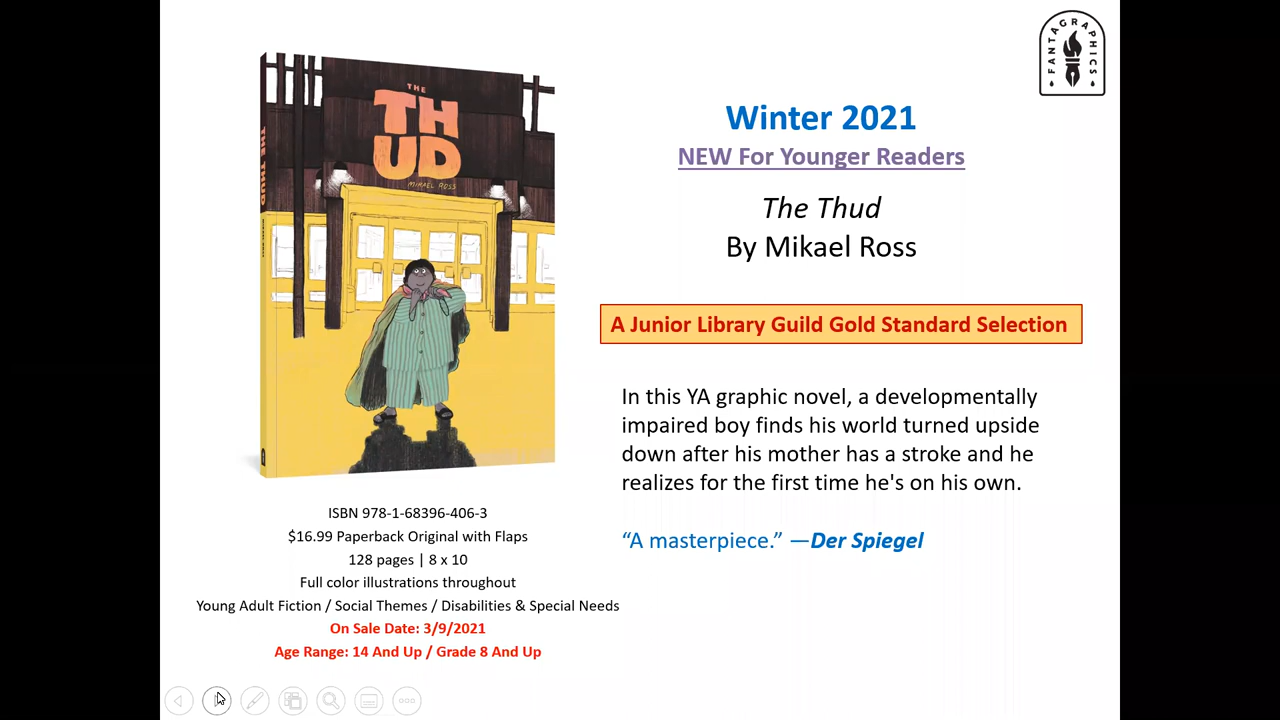 FANTAGRAPHICS
THE
TH
UD
MIKAEL ROSS
THE THUD
Winter 2021
NEW For Younger Readers
The Thud
By Mikael Ross
A Junior Library Guild Gold Standard Selection
In this YA graphic novel, a developmentally
impaired boy finds his world turned upside
down after his mother has a stroke and he
realizes for the first time he's on his own.
“A masterpiece.” —Der Spiegel
ISBN 978-1-68396-406-3
$16.99 Paperback Original with Flaps
128 pages | 8 x 10
Full color illustrations throughout
Young Adult Fiction / Social Themes / Disabilities & Special Needs
On Sale Date: 3/9/2021
Age Range: 14 And Up / Grade 8 And Up